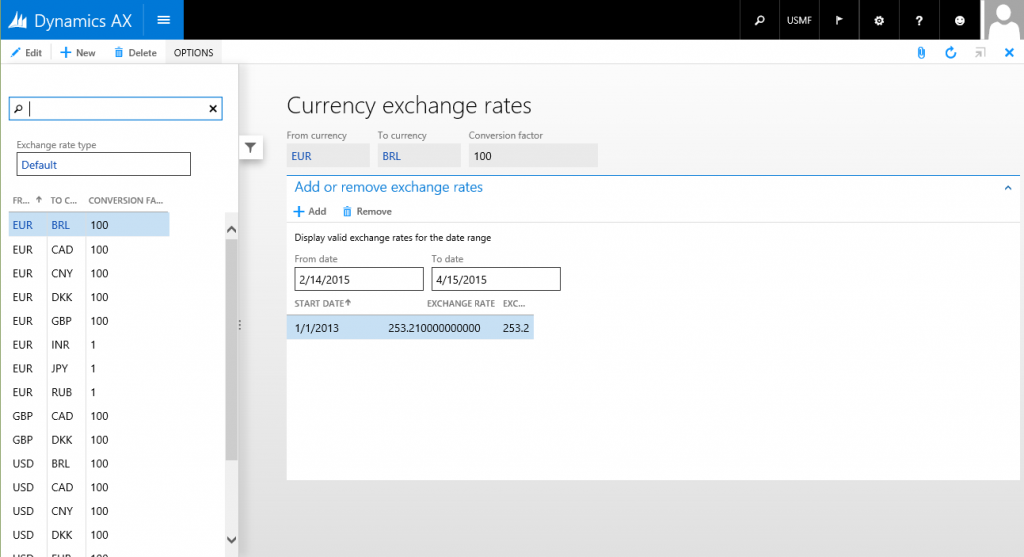 Dynamics AX
USMF
?
Edit
New
Delete
OPTIONS
Exchange rate type
Default
FR... TO C... CONVERSION FA...
EUR BRL 100
EUR CAD 100
EUR CNY 100
EUR DKK 100
EUR GBP 100
EUR INR 1
EUR JPY 1
EUR RUB 1
GBP CAD 100
GBP DKK 100
USD BRL 100
USD CAD 100
USD CNY 100
USD DKK 100
USD EUR 100
Currency exchange rates
From currency To currency Conversion factor
EUR BRL 100
Add or remove exchange rates
Add Remove
Display valid exchange rates for the date range
From date To date
2/14/2015 4/15/2015
START DATE EXCHANGE RATE EXC...
1/1/2013 253.210000000000 253.2